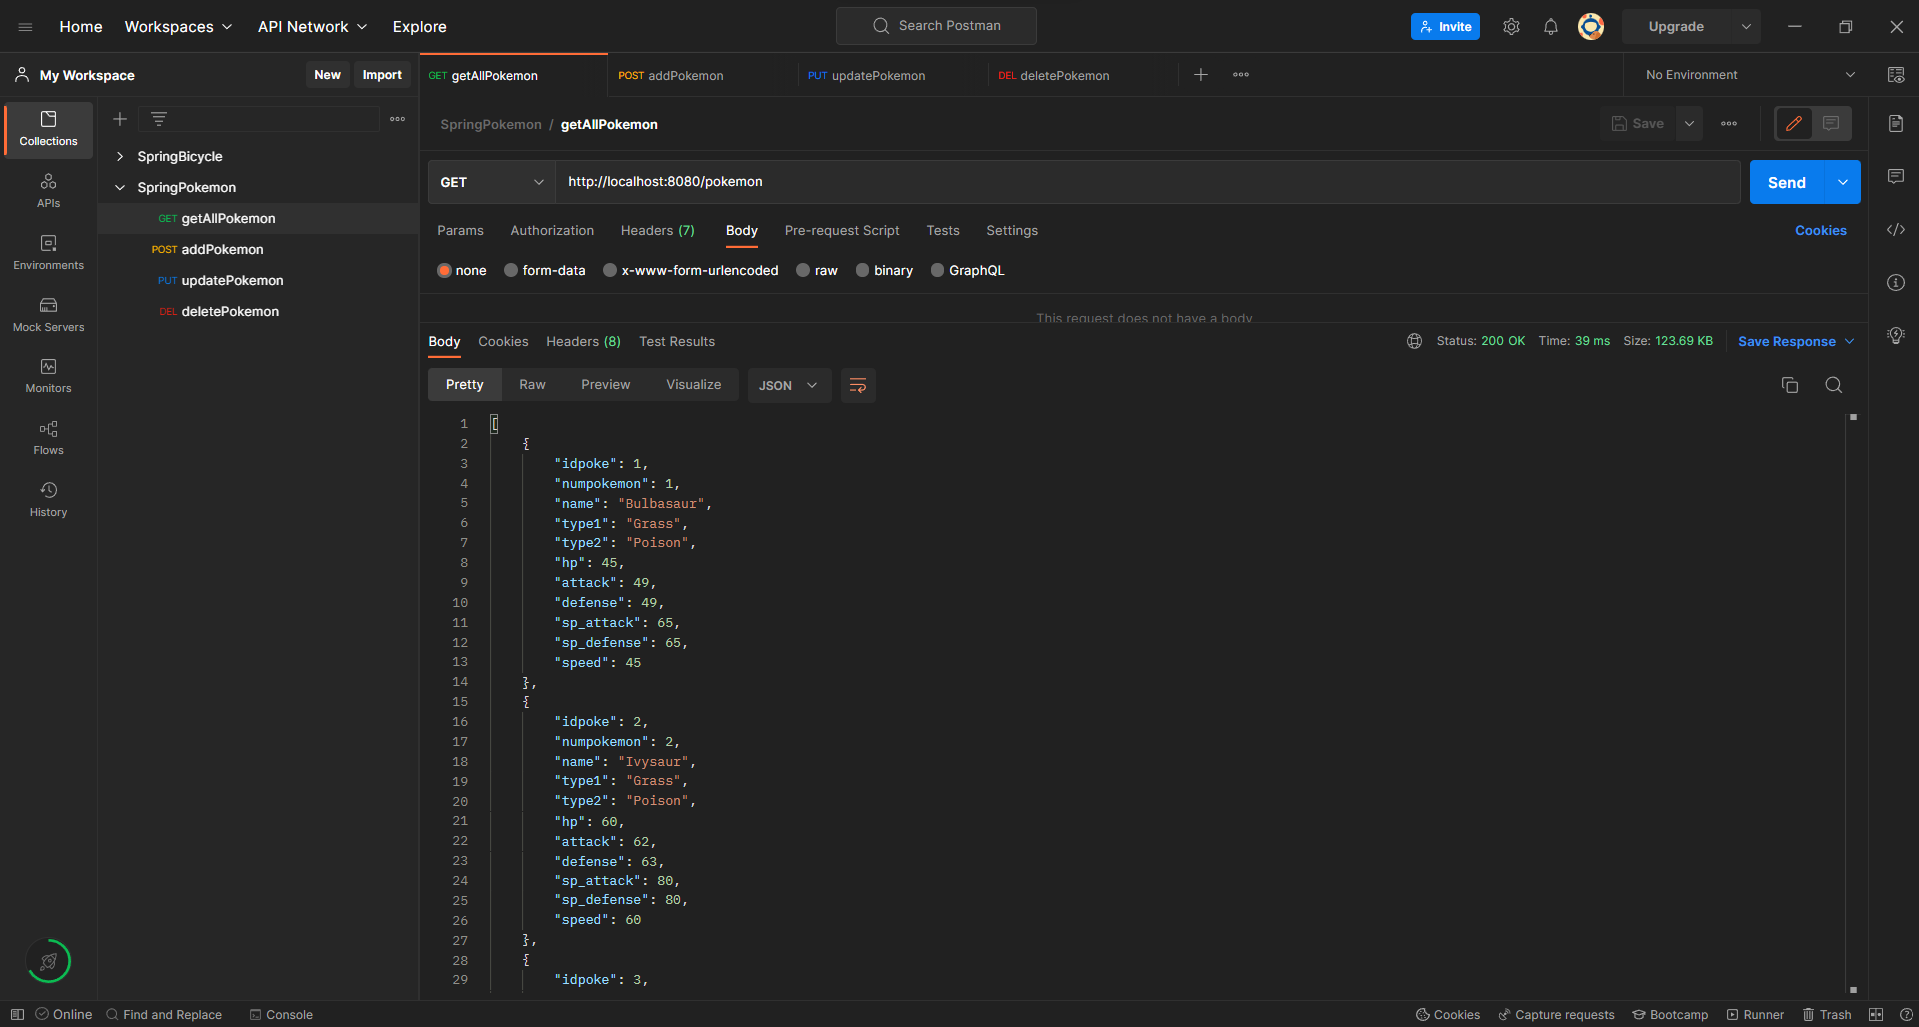 Home Workspaces API Network Explore Search Postman Invite Upgrade
My Workspace New Import GET getAllPokemon POST addPokemon PUT updatePokemon DEL deletePokemon No Environment
Collections
APIs
Environments
Mock Servers
Monitors
Flows
History
SpringBicycle
SpringPokemon
GET getAllPokemon
POST addPokemon
PUT updatePokemon
DEL deletePokemon
SpringPokemon / getAllPokemon Save
GET http://localhost:8080/pokemon Send
Params Authorization Headers (7) Body Pre-request Script Tests Settings Cookies
none form-data x-www-form-urlencoded raw binary GraphQL
This request does not have a body
Body Cookies Headers (8) Test Results Status: 200 OK Time: 39 ms Size: 123.69 KB Save Response
Pretty Raw Preview Visualize JSON
1 [
2 {
3 "idpoke": 1,
4 "numpokemon": 1,
5 "name": "Bulbasaur",
6 "type1": "Grass",
7 "type2": "Poison",
8 "hp": 45,
9 "attack": 49,
10 "defense": 49,
11 "sp_attack": 65,
12 "sp_defense": 65,
13 "speed": 45
14 },
15 {
16 "idpoke": 2,
17 "numpokemon": 2,
18 "name": "Ivysaur",
19 "type1": "Grass",
20 "type2": "Poison",
21 "hp": 60,
22 "attack": 62,
23 "defense": 63,
24 "sp_attack": 80,
25 "sp_defense": 80,
26 "speed": 60
27 },
28 {
29 "idpoke": 3,
Online Find and Replace Console Cookies Capture requests Bootcamp Runner Trash